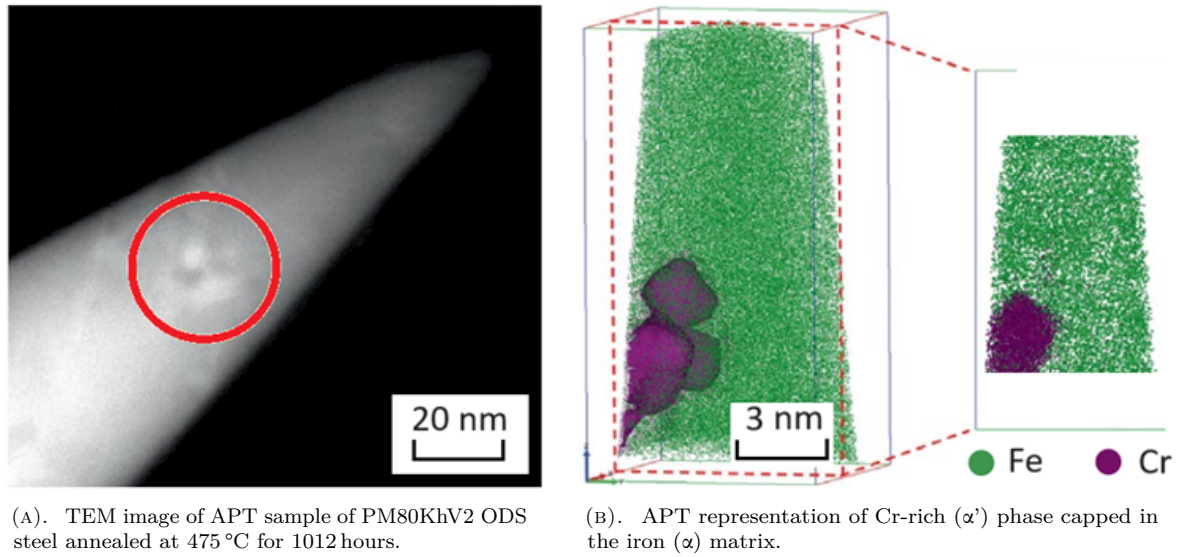 20 nm
3 nm
Fe
Cr
(A). TEM image of APT sample of PM80KhV2 ODS
steel annealed at 475 °C for 1012 hours.
(B). APT representation of Cr-rich (α’) phase capped in
the iron (α) matrix.